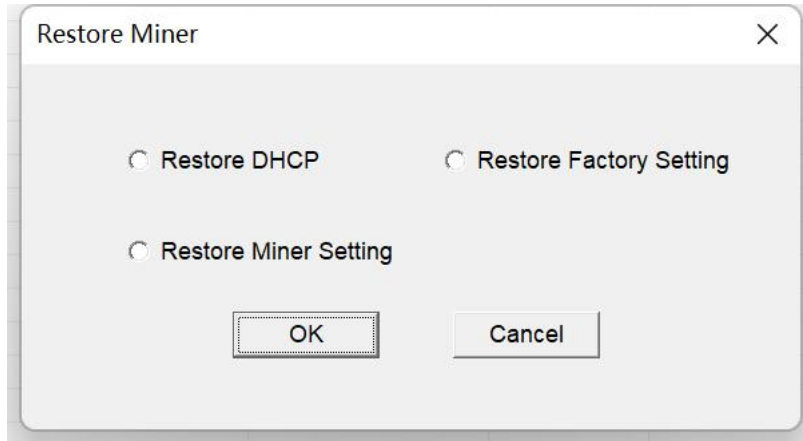 Restore Miner
Restore DHCP Restore Factory Setting
Restore Miner Setting
OK Cancel